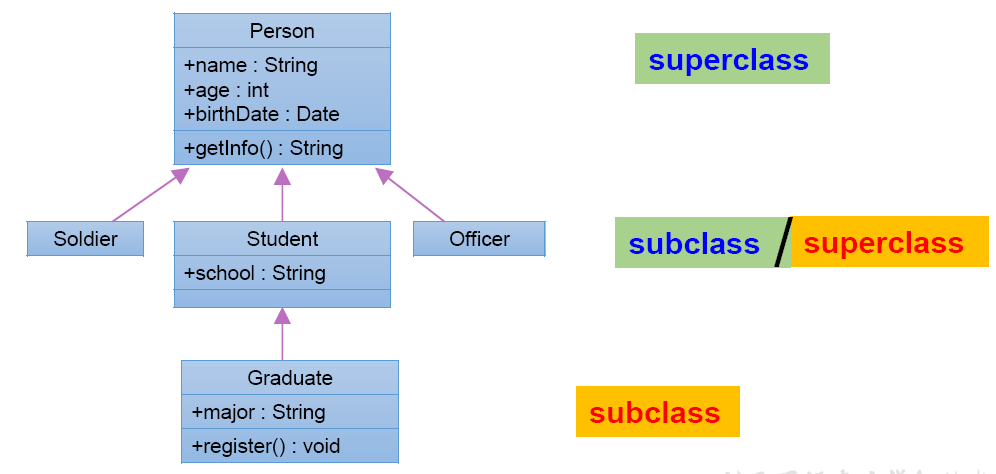 Person
+name : String
+age : int
+birthDate : Date
+getInfo() : String
superclass
Soldier
Student
+school : String
Officer
subclass / superclass
Graduate
+major : String
+register() : void
subclass